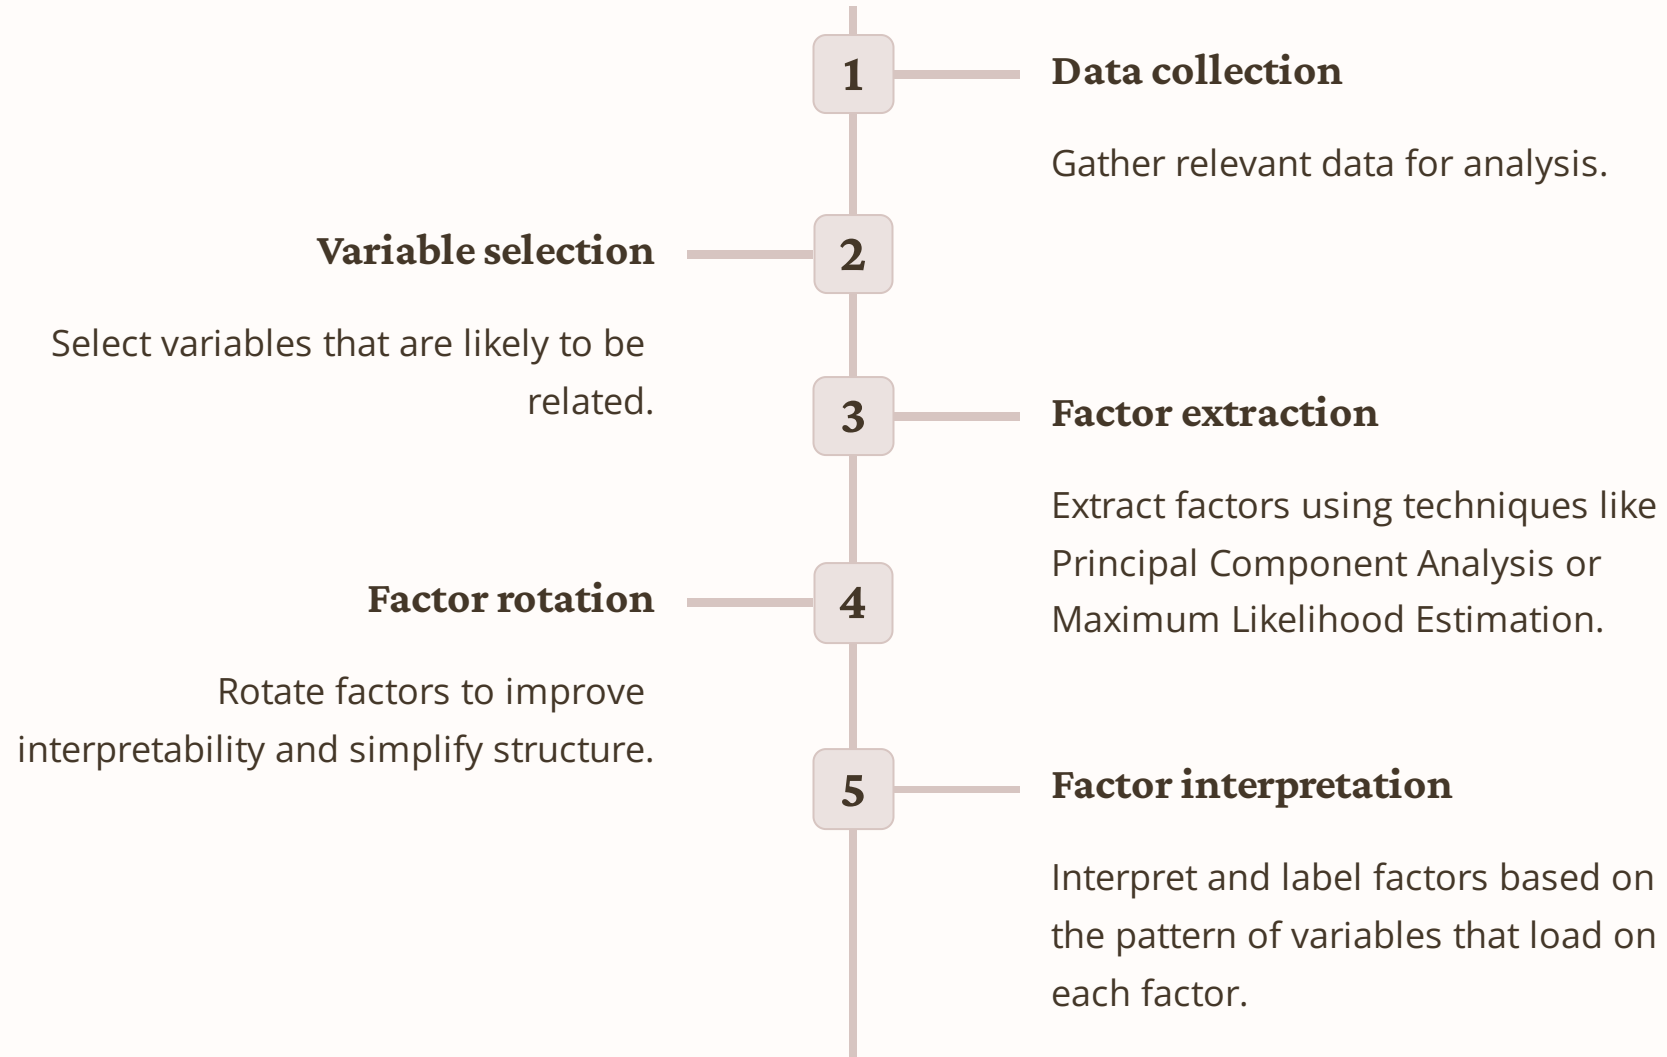 1
Data collection
Gather relevant data for analysis.
2
Variable selection
Select variables that are likely to be
related.
3
Factor extraction
Extract factors using techniques like
Principal Component Analysis or
Maximum Likelihood Estimation.
4
Factor rotation
Rotate factors to improve
interpretability and simplify structure.
5
Factor interpretation
Interpret and label factors based on
the pattern of variables that load on
each factor.